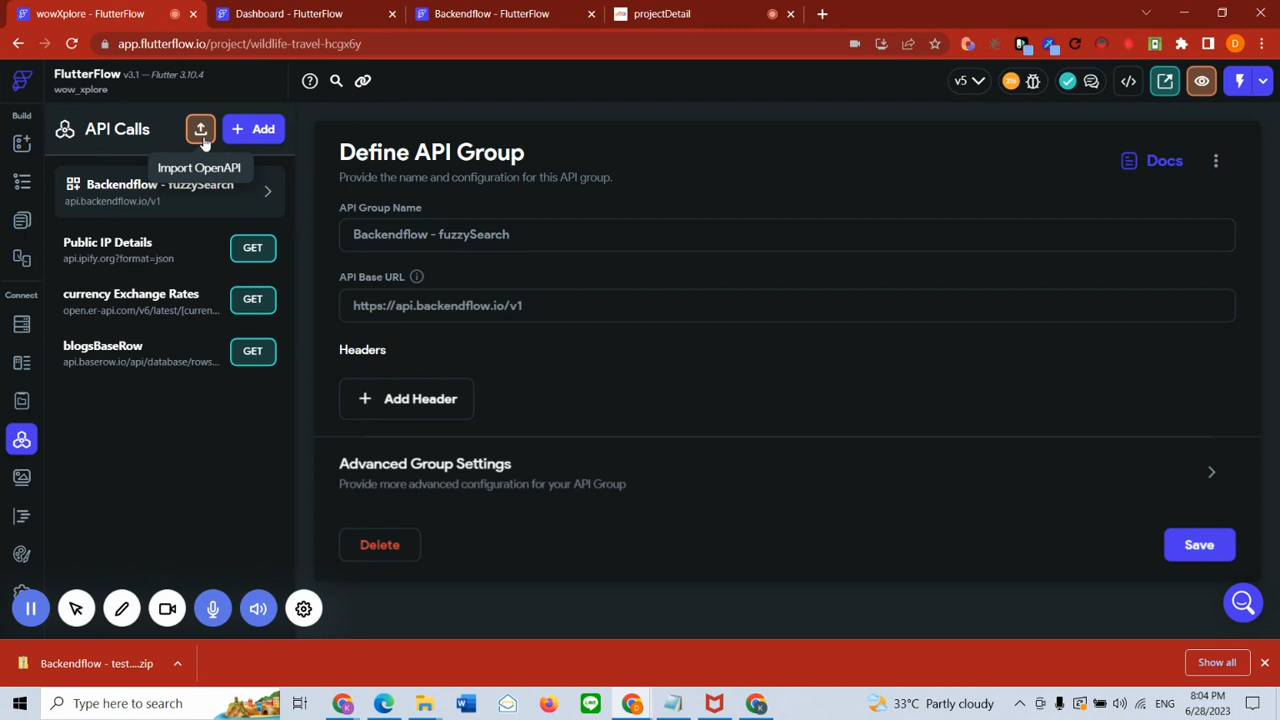 wowXplore - FlutterFlow
Dashboard - FlutterFlow
Backendflow - FlutterFlow
projectDetail
app.flutterflow.io/project/wildlife-travel-hcgx6y
D
FlutterFlow v3.1 — Flutter 3.10.4
wow_xplore
v5
Build
API Calls
Add
Import OpenAPI
Backendflow - fuzzySearch
api.backendflow.io/v1
Public IP Details
api.ipify.org?format=json
GET
currency Exchange Rates
open.er-api.com/v6/latest/[curren...
GET
blogsBaseRow
api.baserow.io/api/database/rows...
GET
Connect
Define API Group
Provide the name and configuration for this API group.
Docs
API Group Name
Backendflow - fuzzySearch
API Base URL
https://api.backendflow.io/v1
Headers
Add Header
Advanced Group Settings
Provide more advanced configuration for your API Group
Delete
Save
Backendflow - test....zip
Show all
Type here to search
33°C Partly cloudy
ENG
8:04 PM
6/28/2023